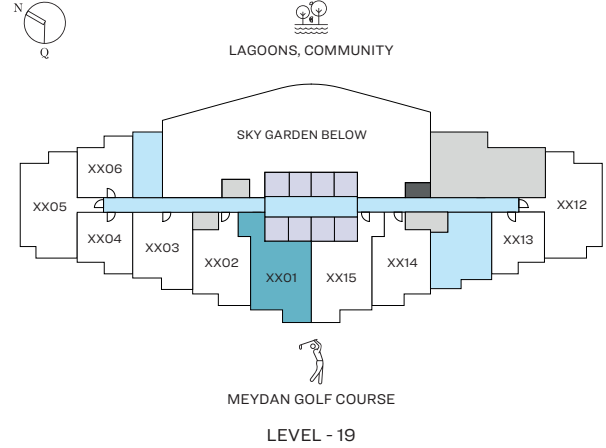 N
Q
LAGOONS, COMMUNITY
SKY GARDEN BELOW
XX06
XX05
XX12
XX04
XX03
XX02
XX01
XX15
XX14
XX13
MEYDAN GOLF COURSE
LEVEL - 19